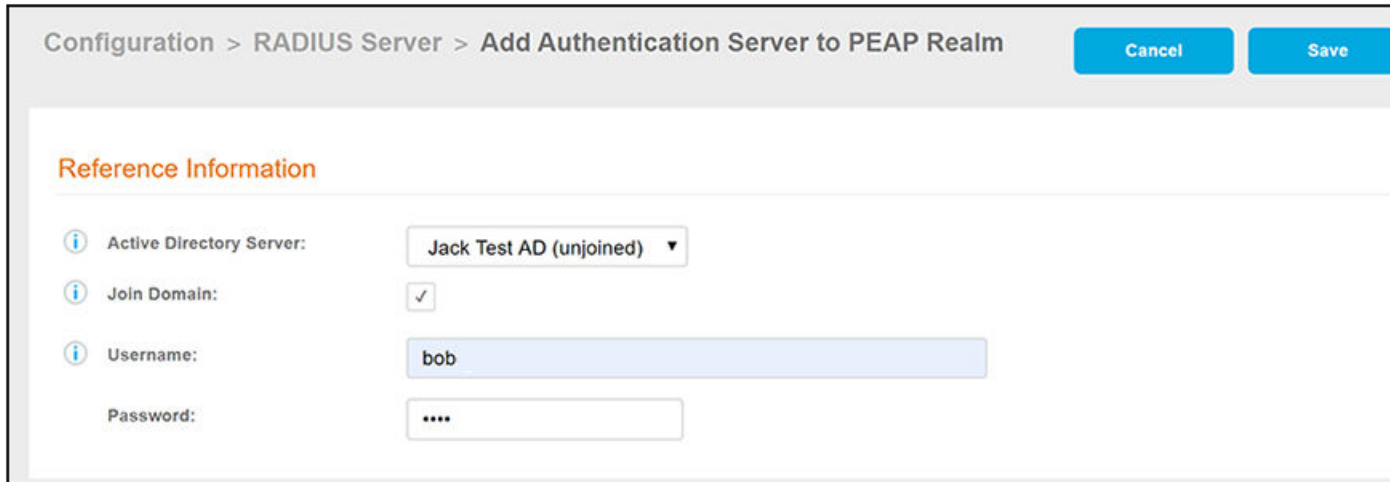 Configuration > RADIUS Server > Add Authentication Server to PEAP Realm
Cancel
Save
Reference Information
Active Directory Server:
Jack Test AD (unjoined)
Join Domain:
Username:
bob
Password:
••••